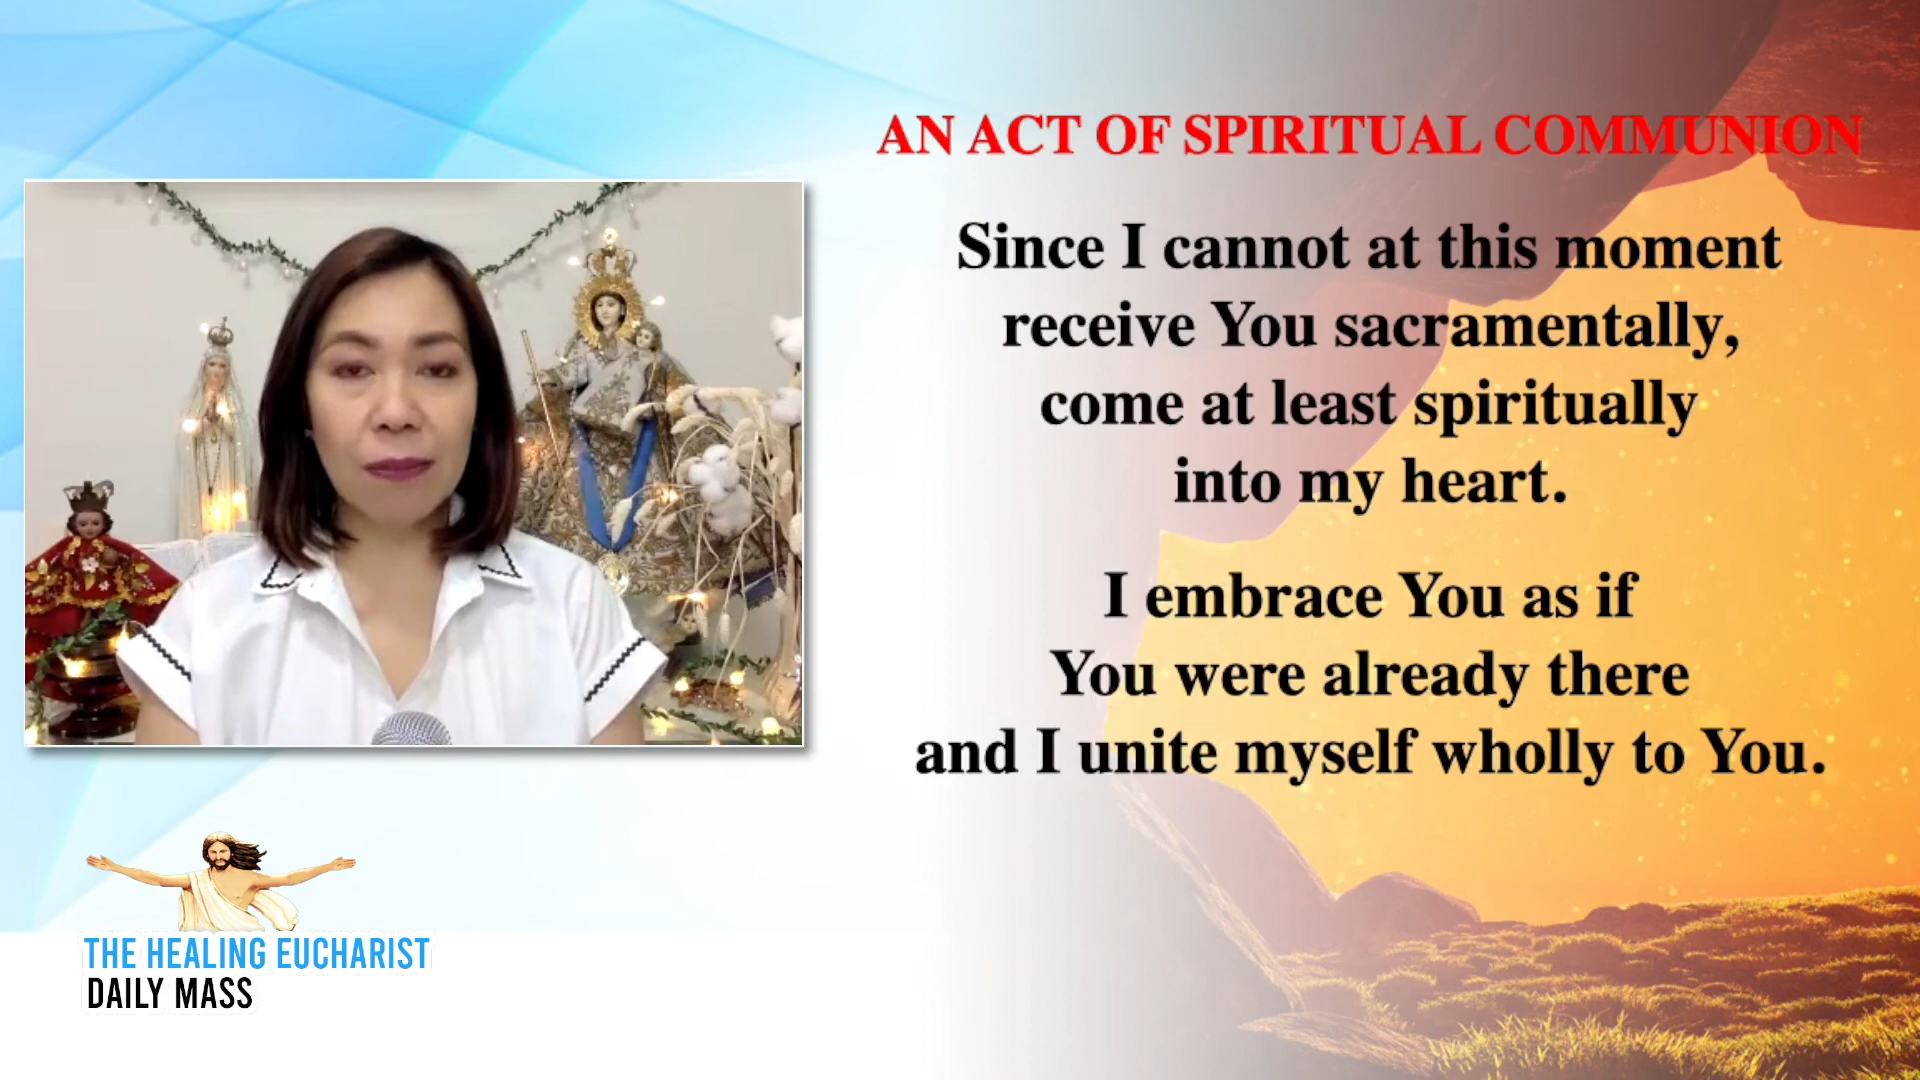 AN ACT OF SPIRITUAL COMMUNION
Since I cannot at this moment
receive You sacramentally,
come at least spiritually
into my heart.
I embrace You as if
You were already there
and I unite myself wholly to You.
THE HEALING EUCHARIST
DAILY MASS